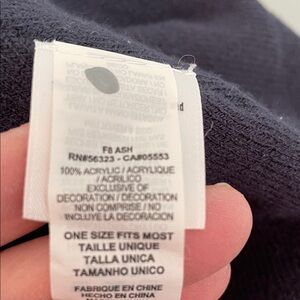 F8 ASH
RN#56323 - CA#05553
100% ACRYLIC / ACRYLIQUE
/ ACRILICO
EXCLUSIVE OF
DECORATION / DECORATION
NON COMPRISE / NO
INCLUYE LA DECORACION
ONE SIZE FITS MOST
TAILLE UNIQUE
TALLA UNICA
TAMANHO UNICO
FABRIQUE EN CHINE
HECHO EN CHINA